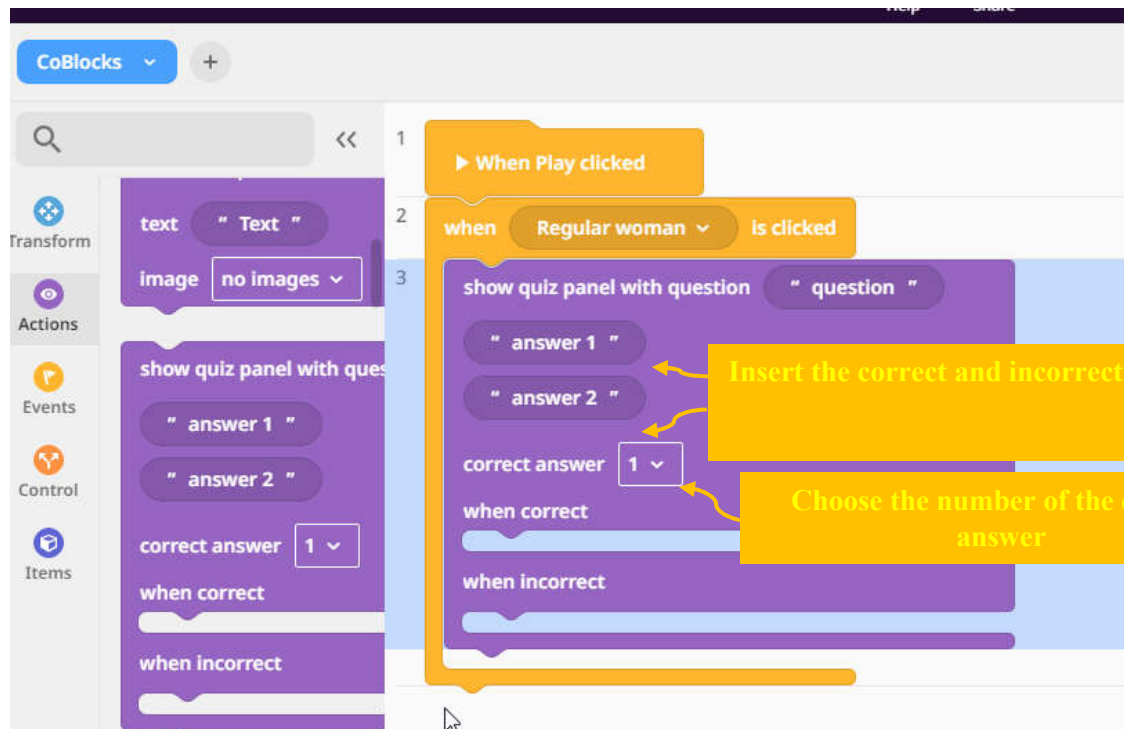 Help Share
CoBlocks
+
1
When Play clicked
text " Text "
image no images
2
when Regular woman is clicked
3
show quiz panel with question " question "
" answer 1 "
" answer 2 "
correct answer 1
when correct
when incorrect
Transform
Actions
Events
Control
Items
show quiz panel with ques
" answer 1 "
" answer 2 "
correct answer 1
when correct
when incorrect
Insert the correct and incorrect
Choose the number of the
answer